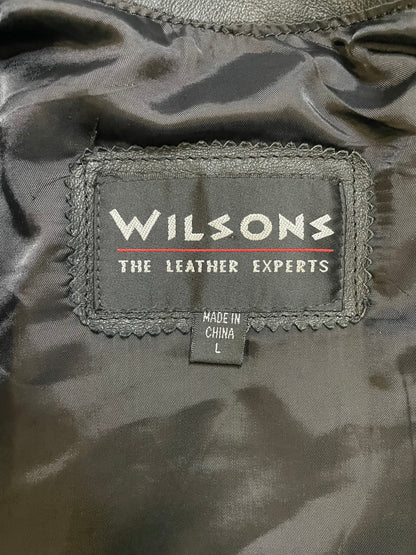 WILSONS
THE LEATHER EXPERTS
MADE IN
CHINA
L